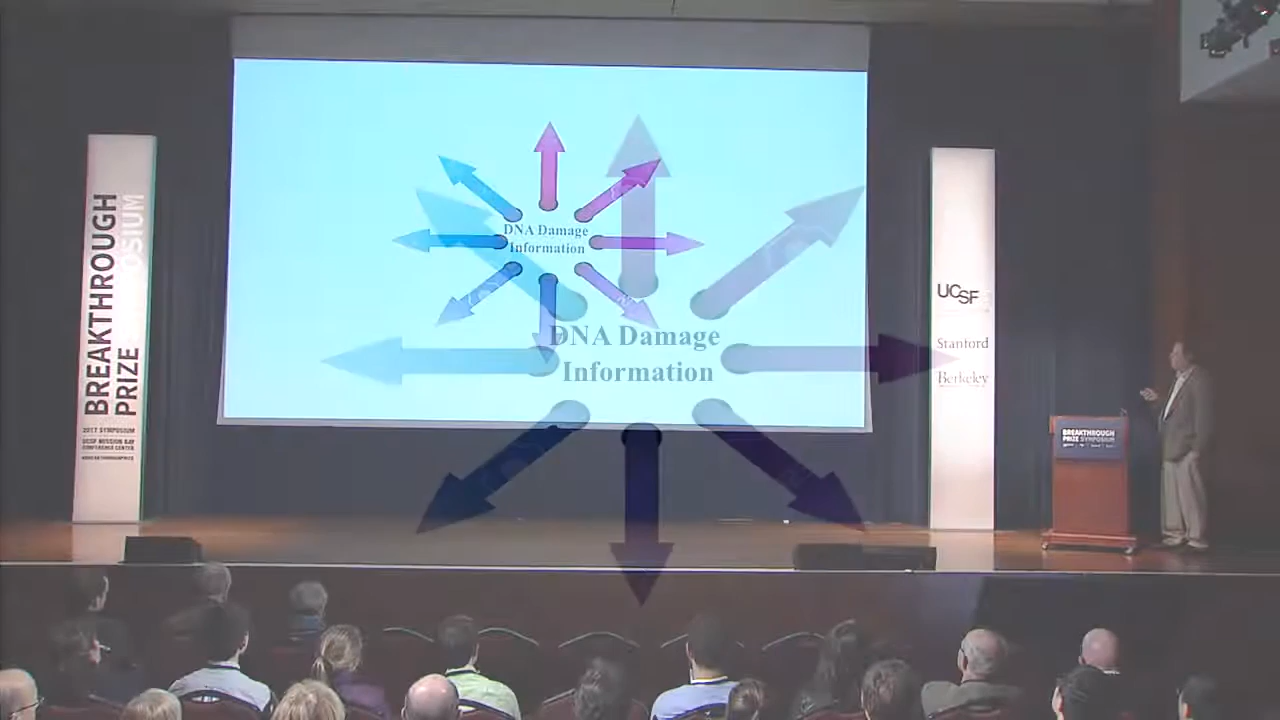 BREAKTHROUGH
PRIZE
2017 SYMPOSIUM
UCSF MISSION BAY
CONFERENCE CENTER
#BREAKTHROUGHPRIZE
DNA Damage
Information
DNA Damage
Information
UCSF
Stanford
Berkeley
BREAKTHROUGH
PRIZE SYMPOSIUM